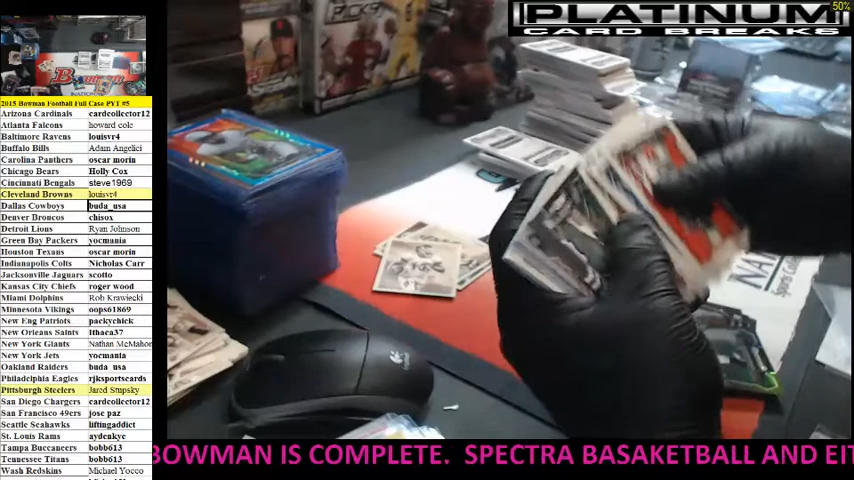 50%
PLATINUM
CARD BREAKS
2015 Bowman Football Full Case PYT #5
Arizona Cardinals cardcollector12
Atlanta Falcons howard cole
Baltimore Ravens louisvr4
Buffalo Bills Adam Angelici
Carolina Panthers oscar morin
Chicago Bears Holly Cox
Cincinnati Bengals steve1969
Cleveland Browns louisvr4
Dallas Cowboys buda_usa
Denver Broncos chisox
Detroit Lions Ryan Johnson
Green Bay Packers yocmania
Houston Texans oscar morin
Indianapolis Colts Nicholas Carr
Jacksonville Jaguars scotto
Kansas City Chiefs roger wood
Miami Dolphins Rob Krawiecki
Minnesota Vikings oops61869
New Eng Patriots packychick
New Orleans Saints Ithaca37
New York Giants Nathan McMahon
New York Jets yocmania
Oakland Raiders buda_usa
Philadelphia Eagles rjksportscards
Pittsburgh Steelers Jared Stupsky
San Diego Chargers cardcollector12
San Francisco 49ers jose paz
Seattle Seahawks liftingaddict
St. Louis Rams aydenkye
Tampa Buccaneers bobb613
Tennessee Titans bobb613
Wash Redskins Michael Yocco
BOWMAN IS COMPLETE. SPECTRA BASAKETBALL AND EIT
logitech